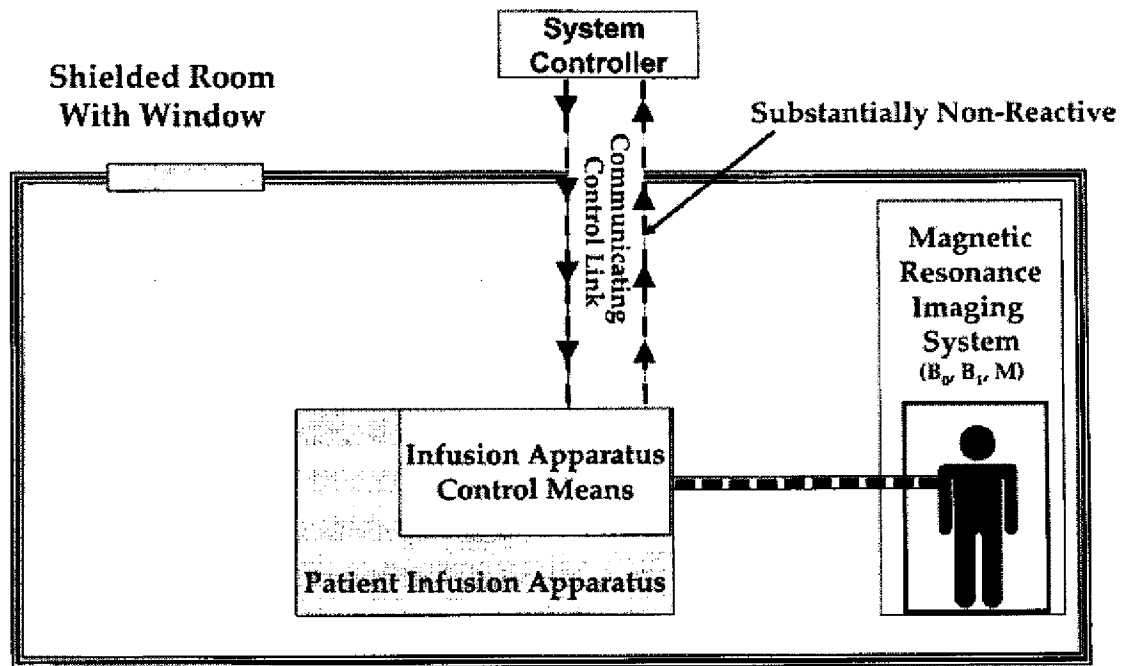 System
Controller
Shielded Room
With Window
Substantially Non-Reactive
Communicating
Control Link
Magnetic
Resonance
Imaging
System
(B₀, B₁, M)
Infusion Apparatus
Control Means
Patient Infusion Apparatus